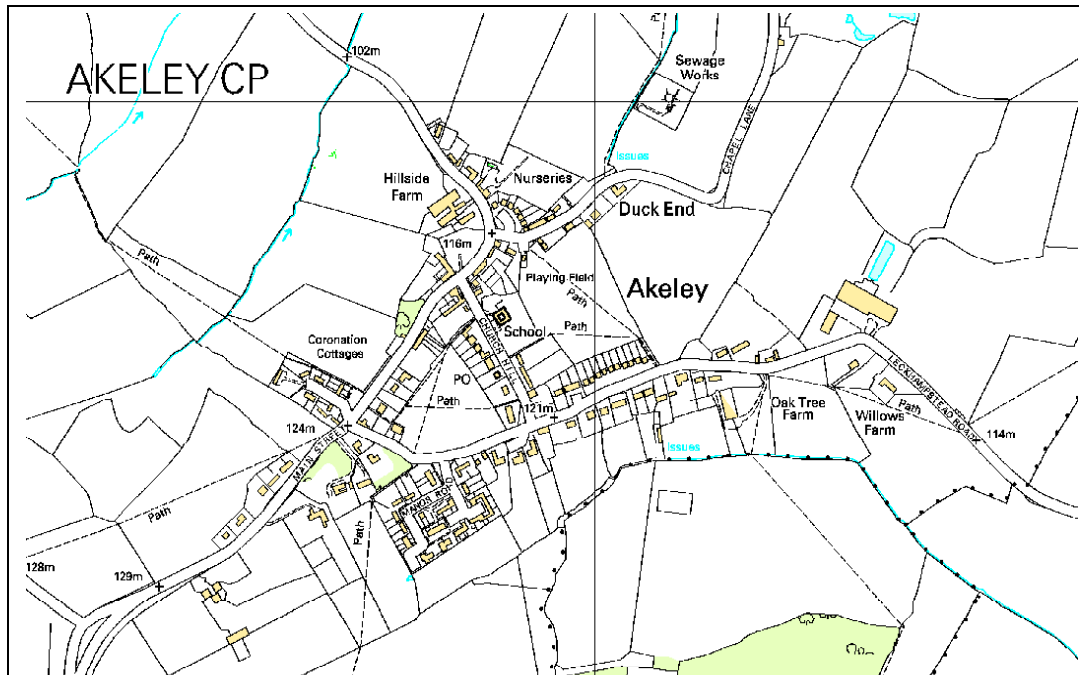 102m
Sewage
Works
AKELEY CP
CHAPEL LANE
Issues
Hillside
Farm
Nurseries
Duck End
116m
Path
Playing Field
Path
Akeley
School
Path
CHURCH HILL
Coronation
Cottages
PO
LECKHAMPSTEAD ROAD
Path
121m
Oak Tree
Farm
Willows
Farm
Path
124m
114m
MAIN STREET
Issues
MANOR ROAD
Path
Path
128m
129m